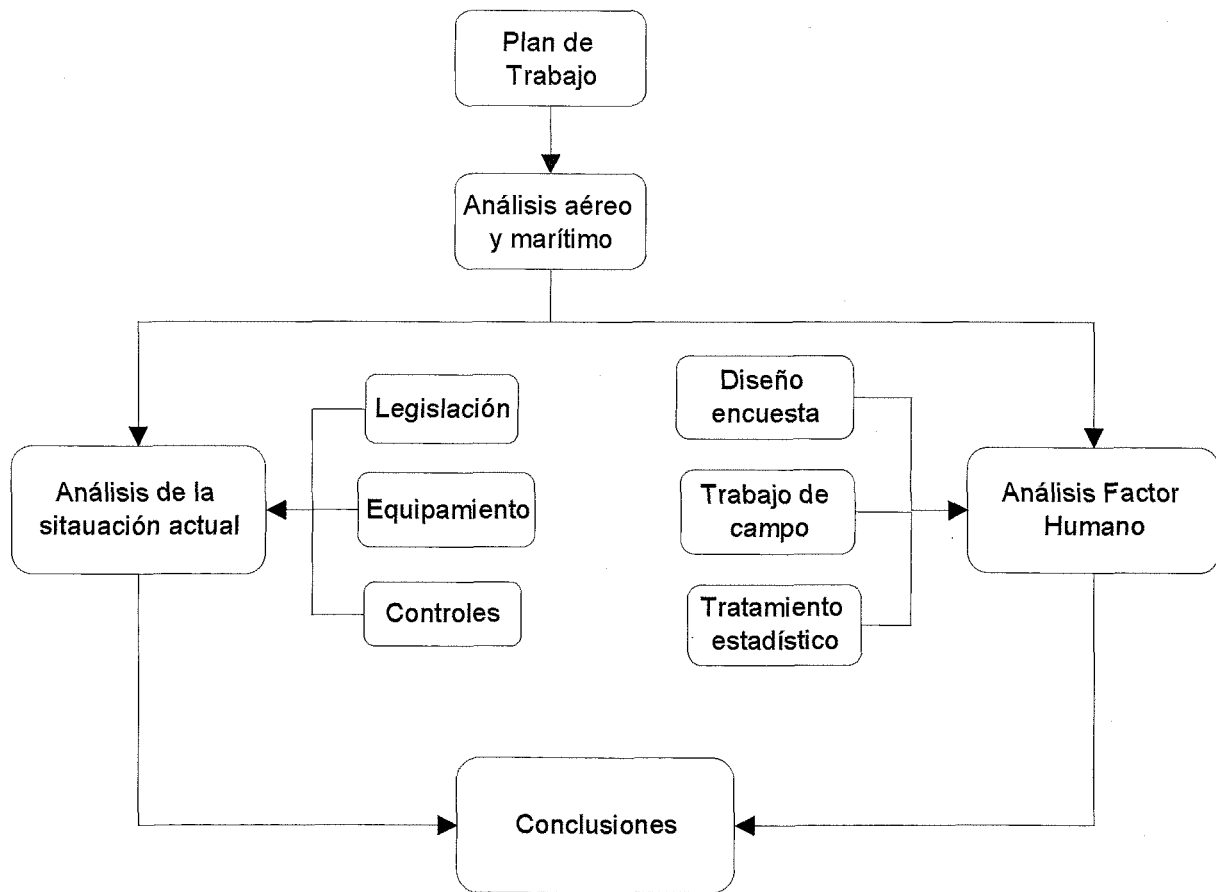 Plan de
Trabajo
Análisis aéreo
y marítimo
Legislación
Diseño
encuesta
Análisis de la
sitauación actual
Equipamiento
Trabajo de
campo
Análisis Factor
Humano
Controles
Tratamiento
estadístico
Conclusiones